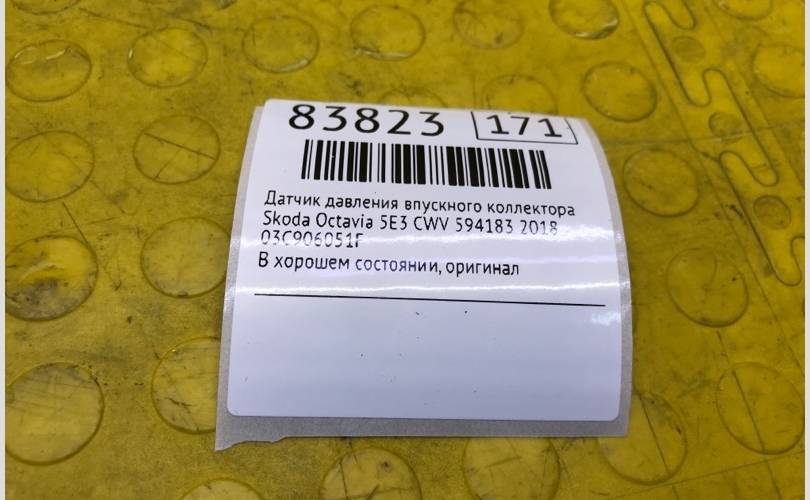 83823 171
Датчик давления впускного коллектора
Skoda Octavia 5E3 CWV 594183 2018
03C906051F
В хорошем состоянии, оригинал